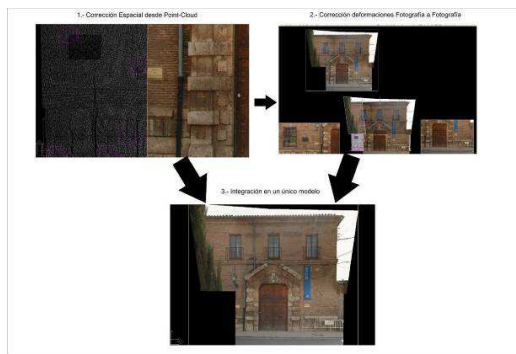 1.- Corrección Espacial desde Point-Cloud
2.- Corrección deformaciones Fotografía a Fotografía
3.- Integración en un único modelo